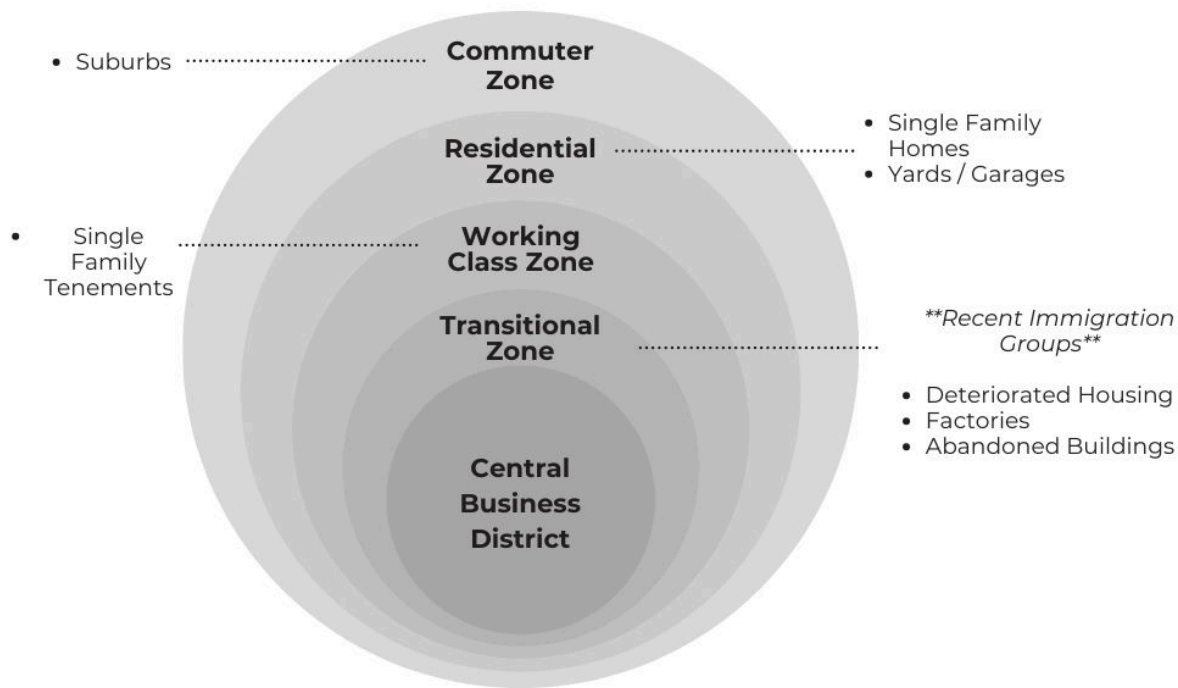 • Suburbs
Commuter
Zone
Residential
Zone
• Single Family
Homes
• Yards / Garages
• Single
Family
Tenements
Working
Class Zone
Transitional
Zone
**Recent Immigration
Groups**
• Deteriorated Housing
• Factories
• Abandoned Buildings
Central
Business
District